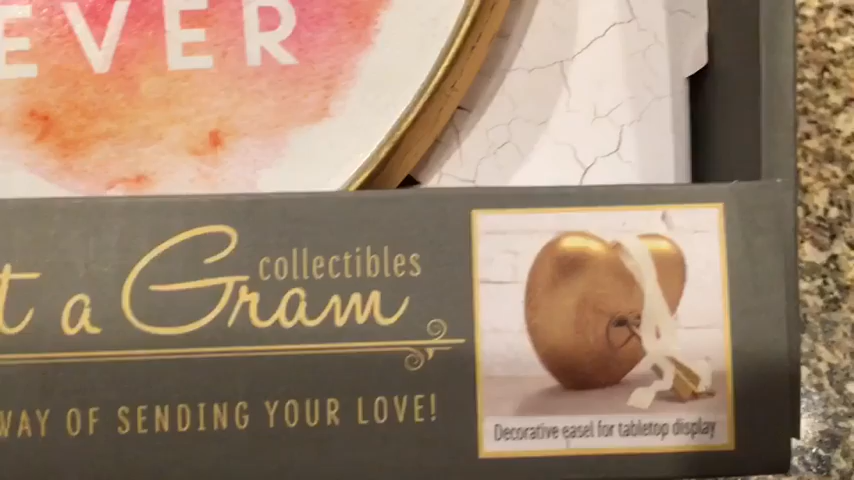 EVER
t a Gram collectibles
WAY OF SENDING YOUR LOVE!
Decorative easel for tabletop display